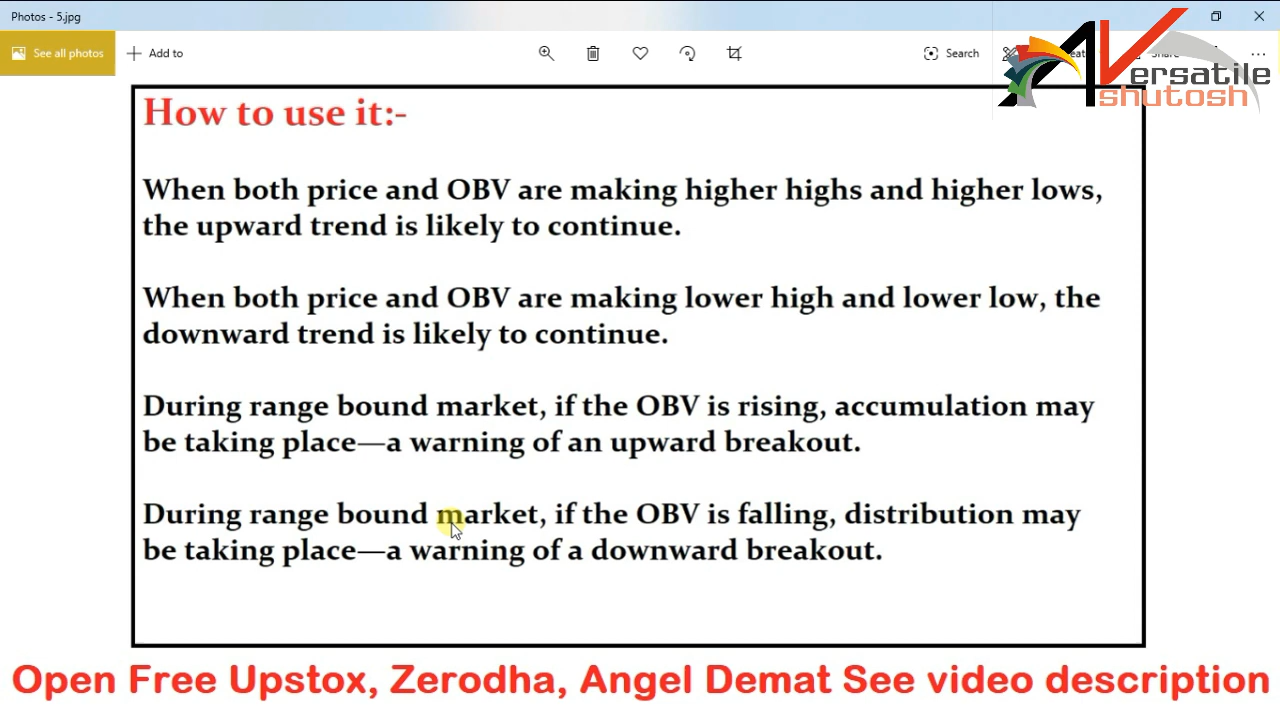 Photos - 5.jpg
See all photos
Add to
Search
Versatile
Ashutosh
How to use it:-
When both price and OBV are making higher highs and higher lows,
the upward trend is likely to continue.
When both price and OBV are making lower high and lower low, the
downward trend is likely to continue.
During range bound market, if the OBV is rising, accumulation may
be taking place—a warning of an upward breakout.
During range bound market, if the OBV is falling, distribution may
be taking place—a warning of a downward breakout.
Open Free Upstox, Zerodha, Angel Demat See video description